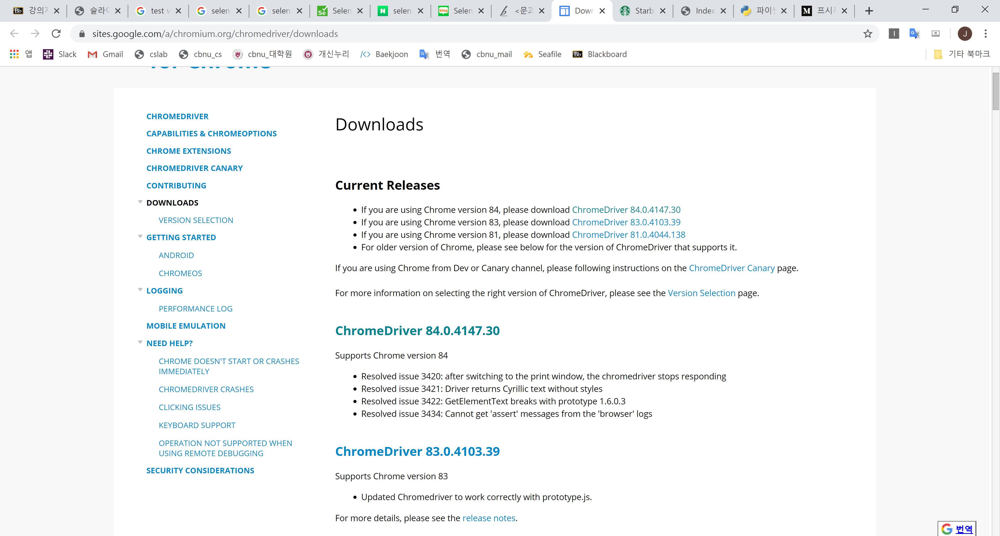 강의
슬라
test
selen
selen
Selen
selen
Selen
<문고
Down
Starb
Index
파이
프시
sites.google.com/a/chromium.org/chromedriver/downloads
J
앱
Slack
Gmail
cslab
cbnu_cs
cbnu_대학원
개신누리
Baekjoon
번역
cbnu_mail
Seafile
Blackboard
기타 북마크
CHROMEDRIVER
CAPABILITIES & CHROMEOPTIONS
CHROME EXTENSIONS
CHROMEDRIVER CANARY
CONTRIBUTING
DOWNLOADS
VERSION SELECTION
GETTING STARTED
ANDROID
CHROMEOS
LOGGING
PERFORMANCE LOG
MOBILE EMULATION
NEED HELP?
CHROME DOESN'T START OR CRASHES
IMMEDIATELY
CHROMEDRIVER CRASHES
CLICKING ISSUES
KEYBOARD SUPPORT
OPERATION NOT SUPPORTED WHEN
USING REMOTE DEBUGGING
SECURITY CONSIDERATIONS
Downloads
Current Releases
If you are using Chrome version 84, please download ChromeDriver 84.0.4147.30
If you are using Chrome version 83, please download ChromeDriver 83.0.4103.39
If you are using Chrome version 81, please download ChromeDriver 81.0.4044.138
For older version of Chrome, please see below for the version of ChromeDriver that supports it.
If you are using Chrome from Dev or Canary channel, please following instructions on the ChromeDriver Canary page.
For more information on selecting the right version of ChromeDriver, please see the Version Selection page.
ChromeDriver 84.0.4147.30
Supports Chrome version 84
Resolved issue 3420: after switching to the print window, the chromedriver stops responding
Resolved issue 3421: Driver returns Cyrillic text without styles
Resolved issue 3422: GetElementText breaks with prototype 1.6.0.3
Resolved issue 3434: Cannot get 'assert' messages from the 'browser' logs
ChromeDriver 83.0.4103.39
Supports Chrome version 83
Updated Chromedriver to work correctly with prototype.js.
For more details, please see the release notes.
번역